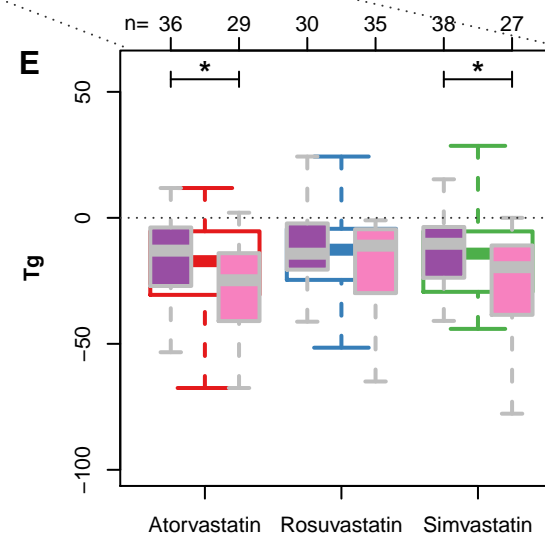 n= 36 29 30 35 38 27
E
* *
50
0
−50
−100
Tg
Atorvastatin Rosuvastatin Simvastatin